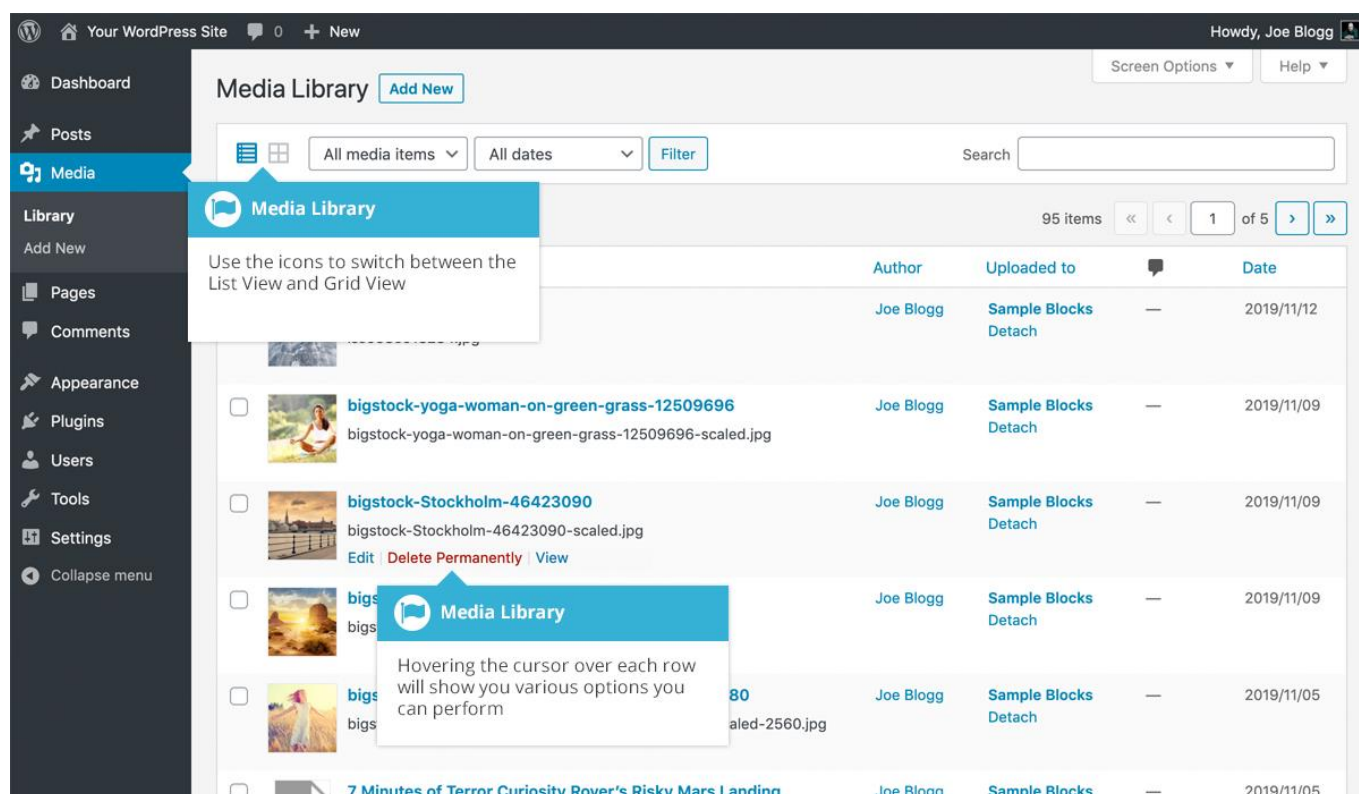 Your WordPress Site 0 + New Howdy, Joe Blogg
Dashboard
Posts
Media
Library
Add New
Pages
Comments
Appearance
Plugins
Users
Tools
Settings
Collapse menu
Screen Options ▼ Help ▼
Media Library Add New
All media items All dates Filter Search
95 items « ‹ 1 of 5 › »
Media Library
Use the icons to switch between the
List View and Grid View
Author Uploaded to Date
Joe Blogg Sample Blocks — 2019/11/12
Detach
bigstock-yoga-woman-on-green-grass-12509696 Joe Blogg Sample Blocks — 2019/11/09
bigstock-yoga-woman-on-green-grass-12509696-scaled.jpg Detach
bigstock-Stockholm-46423090 Joe Blogg Sample Blocks — 2019/11/09
bigstock-Stockholm-46423090-scaled.jpg Detach
Edit | Delete Permanently | View
bigs Joe Blogg Sample Blocks — 2019/11/09
bigs Detach
Media Library
Hovering the cursor over each row
will show you various options you
can perform
bigs 80 Joe Blogg Sample Blocks — 2019/11/05
bigs aled-2560.jpg Detach
7 Minutes of Terror Curiosity Rover's Risky Mars Landing Joe Blogg Sample Blocks — 2019/11/05